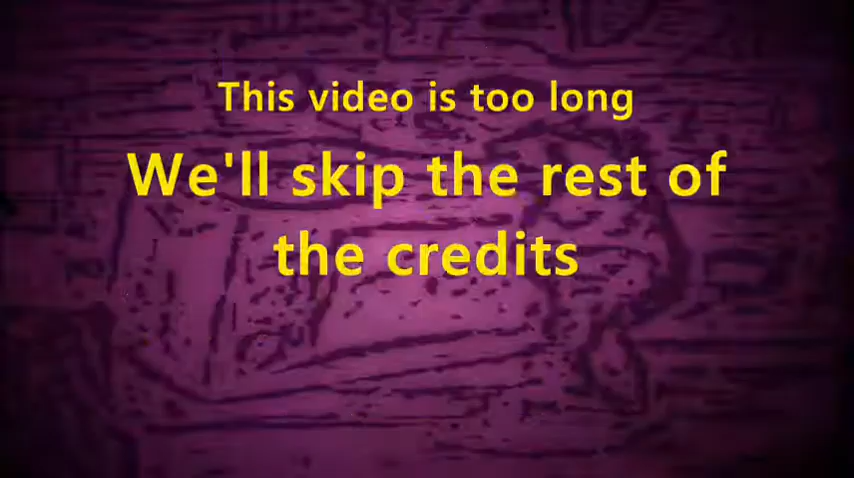 This video is too long
We'll skip the rest of
the credits